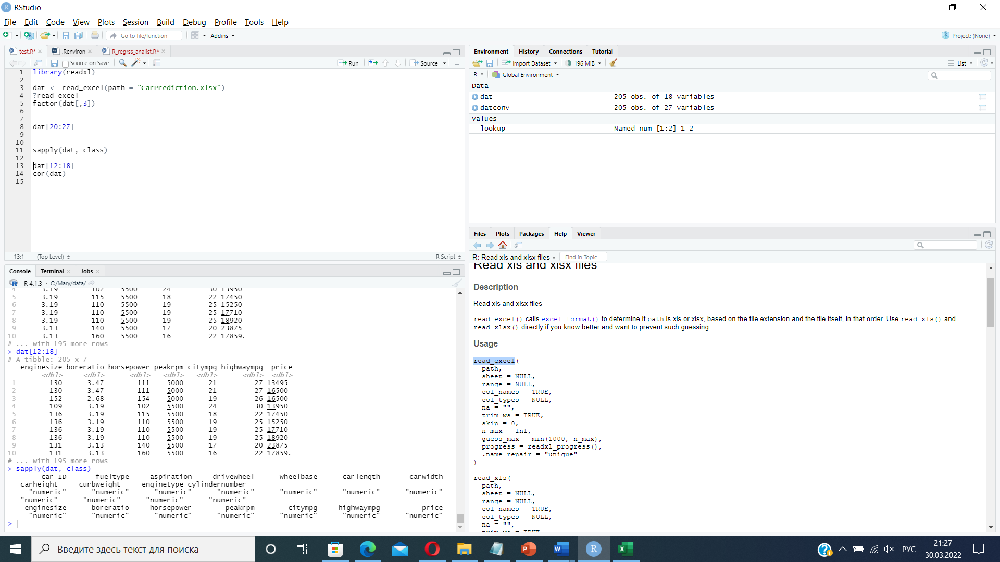 RStudio
File Edit Code View Plots Session Build Debug Profile Tools Help
Go to file/function Addins Project: (None)
test.R* .Renviron R_regrss_analist.R*
Source on Save Run Source
1 library(readxl)
2
3 dat <- read_excel(path = "CarPrediction.xlsx")
4 ?read_excel
5 factor(dat[,3])
6
7
8 dat[20:27]
9
10
11 sapply(dat, class)
12
13 dat[12:18]
14 cor(dat)
15
13:1 (Top Level) R Script
Console Terminal Jobs
R 4.1.3 · C:/Mary/data/
4 3.19 102 5500 24 30 13950
5 3.19 115 5500 18 22 17450
6 3.19 110 5500 19 25 15250
7 3.19 110 5500 19 25 17710
8 3.19 110 5500 19 25 18920
9 3.13 140 5500 17 20 23875
10 3.13 160 5500 16 22 17859.
# ... with 195 more rows
> dat[12:18]
# A tibble: 205 x 7
enginesize boreratio horsepower peakrpm citympg highwaympg price
<dbl> <dbl> <dbl> <dbl> <dbl> <dbl> <dbl>
1 130 3.47 111 5000 21 27 13495
2 130 3.47 111 5000 21 27 16500
3 152 2.68 154 5000 19 26 16500
4 109 3.19 102 5500 24 30 13950
5 136 3.19 115 5500 18 22 17450
6 136 3.19 110 5500 19 25 15250
7 136 3.19 110 5500 19 25 17710
8 136 3.19 110 5500 19 25 18920
9 131 3.13 140 5500 17 20 23875
10 131 3.13 160 5500 16 22 17859.
# ... with 195 more rows
> sapply(dat, class)
car_ID fueltype aspiration drivewheel wheelbase carlength carwidth
carheight curbweight enginetype cylindernumber
"numeric" "numeric" "numeric" "numeric" "numeric" "numeric" "numeric"
"numeric" "numeric" "numeric" "numeric"
enginesize boreratio horsepower peakrpm citympg highwaympg price
"numeric" "numeric" "numeric" "numeric" "numeric" "numeric" "numeric"
>
Environment History Connections Tutorial
Import Dataset 196 MiB List
R Global Environment
Data
dat 205 obs. of 18 variables
datconv 205 obs. of 27 variables
Values
lookup Named num [1:2] 1 2
Files Plots Packages Help Viewer
R: Read xls and xlsx files Find in Topic
Read xls and xlsx files
Description
Read xls and xlsx files
read_excel() calls excel_format() to determine if path is xls or xlsx, based on the file extension and the file itself, in that order. Use read_xls() and
read_xlsx() directly if you know better and want to prevent such guessing.
Usage
read_excel(
path,
sheet = NULL,
range = NULL,
col_names = TRUE,
col_types = NULL,
na = "",
trim_ws = TRUE,
skip = 0,
n_max = Inf,
guess_max = min(1000, n_max),
progress = readxl_progress(),
.name_repair = "unique"
)
read_xls(
path,
sheet = NULL,
range = NULL,
col_names = TRUE,
col_types = NULL,
na = "",
trim_ws = TRUE
Введите здесь текст для поиска
РУС
21:27
30.03.2022